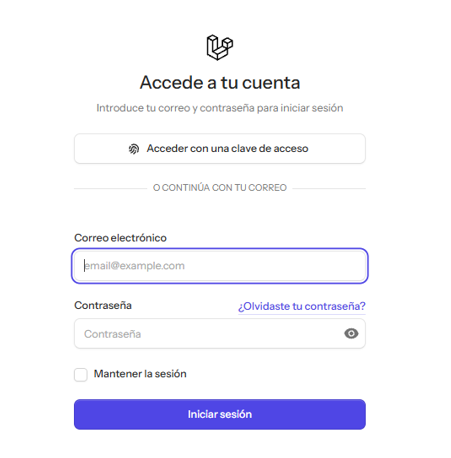 Accede a tu cuenta
Introduce tu correo y contraseña para iniciar sesión
Acceder con una clave de acceso
O CONTINÚA CON TU CORREO
Correo electrónico
email@example.com
Contraseña
¿Olvidaste tu contraseña?
Contraseña
Mantener la sesión
Iniciar sesión